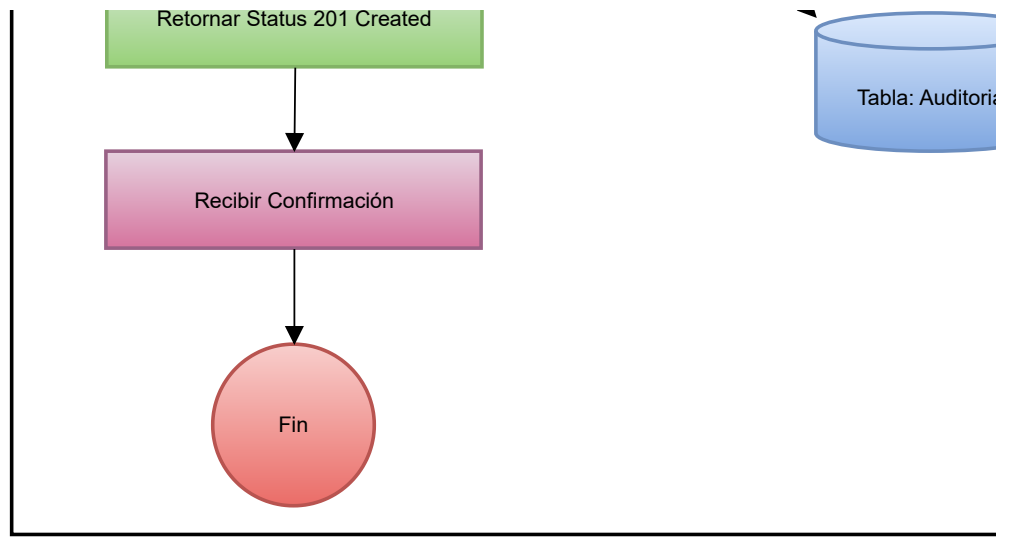 Retornar Status 201 Created
Tabla: Auditoria
Recibir Confirmación
Fin